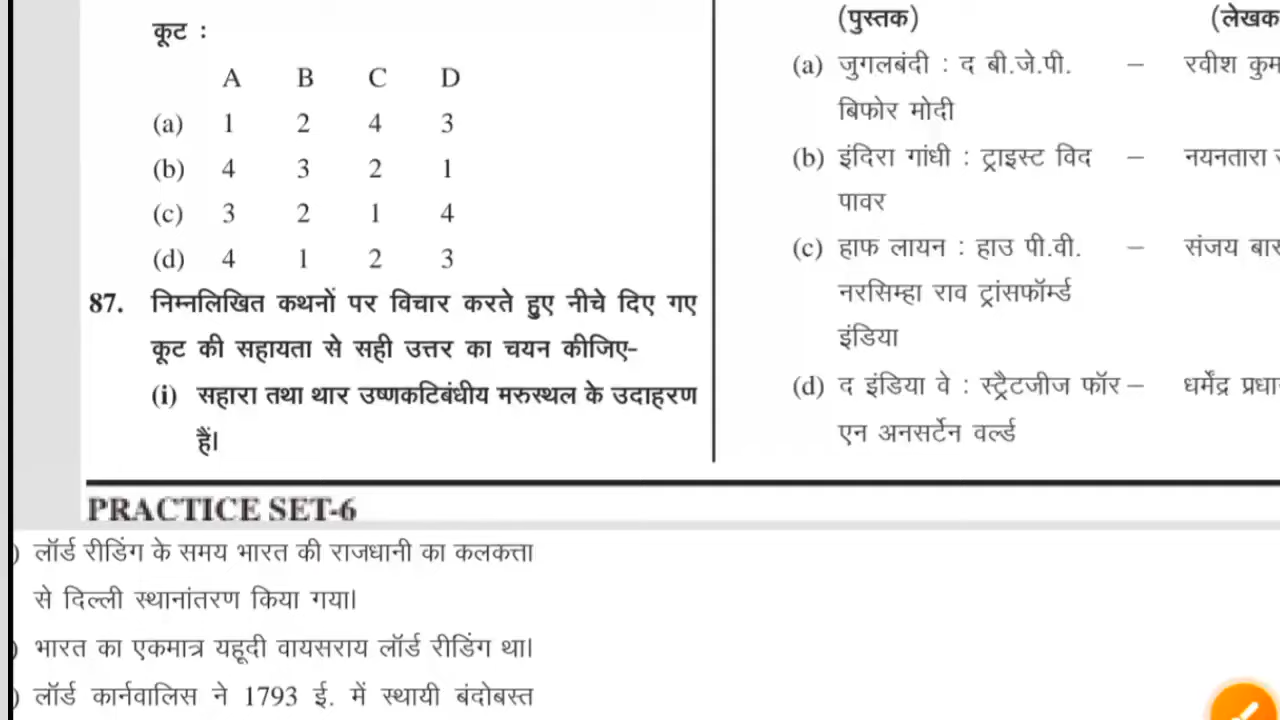 कूट :
A B C D
(a) 1 2 4 3
(b) 4 3 2 1
(c) 3 2 1 4
(d) 4 1 2 3
87. निम्नलिखित कथनों पर विचार करते हुए नीचे दिए गए
कूट की सहायता से सही उत्तर का चयन कीजिए-
(i) सहारा तथा थार उष्णकटिबंधीय मरुस्थल के उदाहरण
हैं।
(पुस्तक) (लेखक
(a) जुगलबंदी : द बी.जे.पी. – रवीश
बिफोर मोदी
(b) इंदिरा गांधी : ट्राइस्ट विद – नयनतारा
पावर
(c) हाफ लायन : हाउ पी.वी. – संजय
नरसिम्हा राव ट्रांसफॉर्म्ड
इंडिया
(d) द इंडिया वे : स्ट्रैटजीज फॉर – धर्मेंद्र
एन अनसर्टेन वर्ल्ड
PRACTICE SET-6
) लॉर्ड रीडिंग के समय भारत की राजधानी का कलकत्ता
से दिल्ली स्थानांतरण किया गया।
) भारत का एकमात्र यहूदी वायसराय लॉर्ड रीडिंग था।
) लॉर्ड कार्नवालिस ने 1793 ई. में स्थायी बंदोबस्त